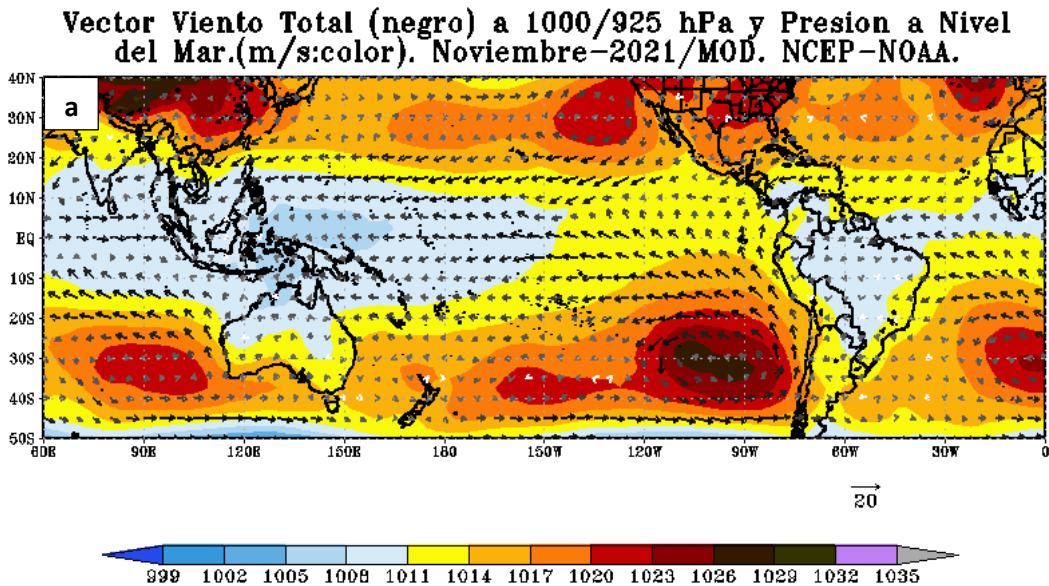 Vector Viento Total (negro) a 1000/925 hPa y Presion a Nivel
del Mar.(m/s:color). Noviembre-2021/MOD. NCEP-NOAA.
a
40N
30N
20N
10N
EQ
10S
20S
30S
40S
50S
60E 90E 120E 150E 180 150W 120W 90W 60W 30W 0
20
999 1002 1005 1008 1011 1014 1017 1020 1023 1026 1029 1032 1035